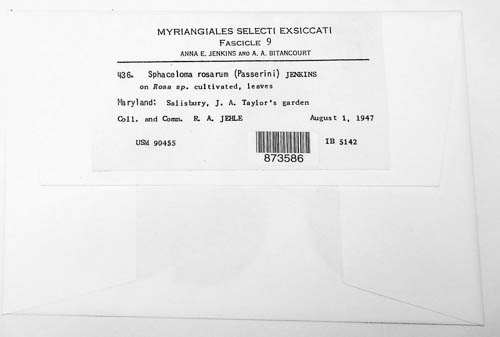 MYRIANGIALES SELECTI EXSICCATI
FASCICLE 9
ANNA E. JENKINS AND A. A. BITANCOURT
436. Sphaceloma rosarum (Passerini) JENKINS
on Rosa sp. cultivated, leaves
Maryland: Salisbury, J. A. Taylor's garden
Coll. and Comm. R. A. JEHLE August 1, 1947
USM 90455 IB 5142
873586